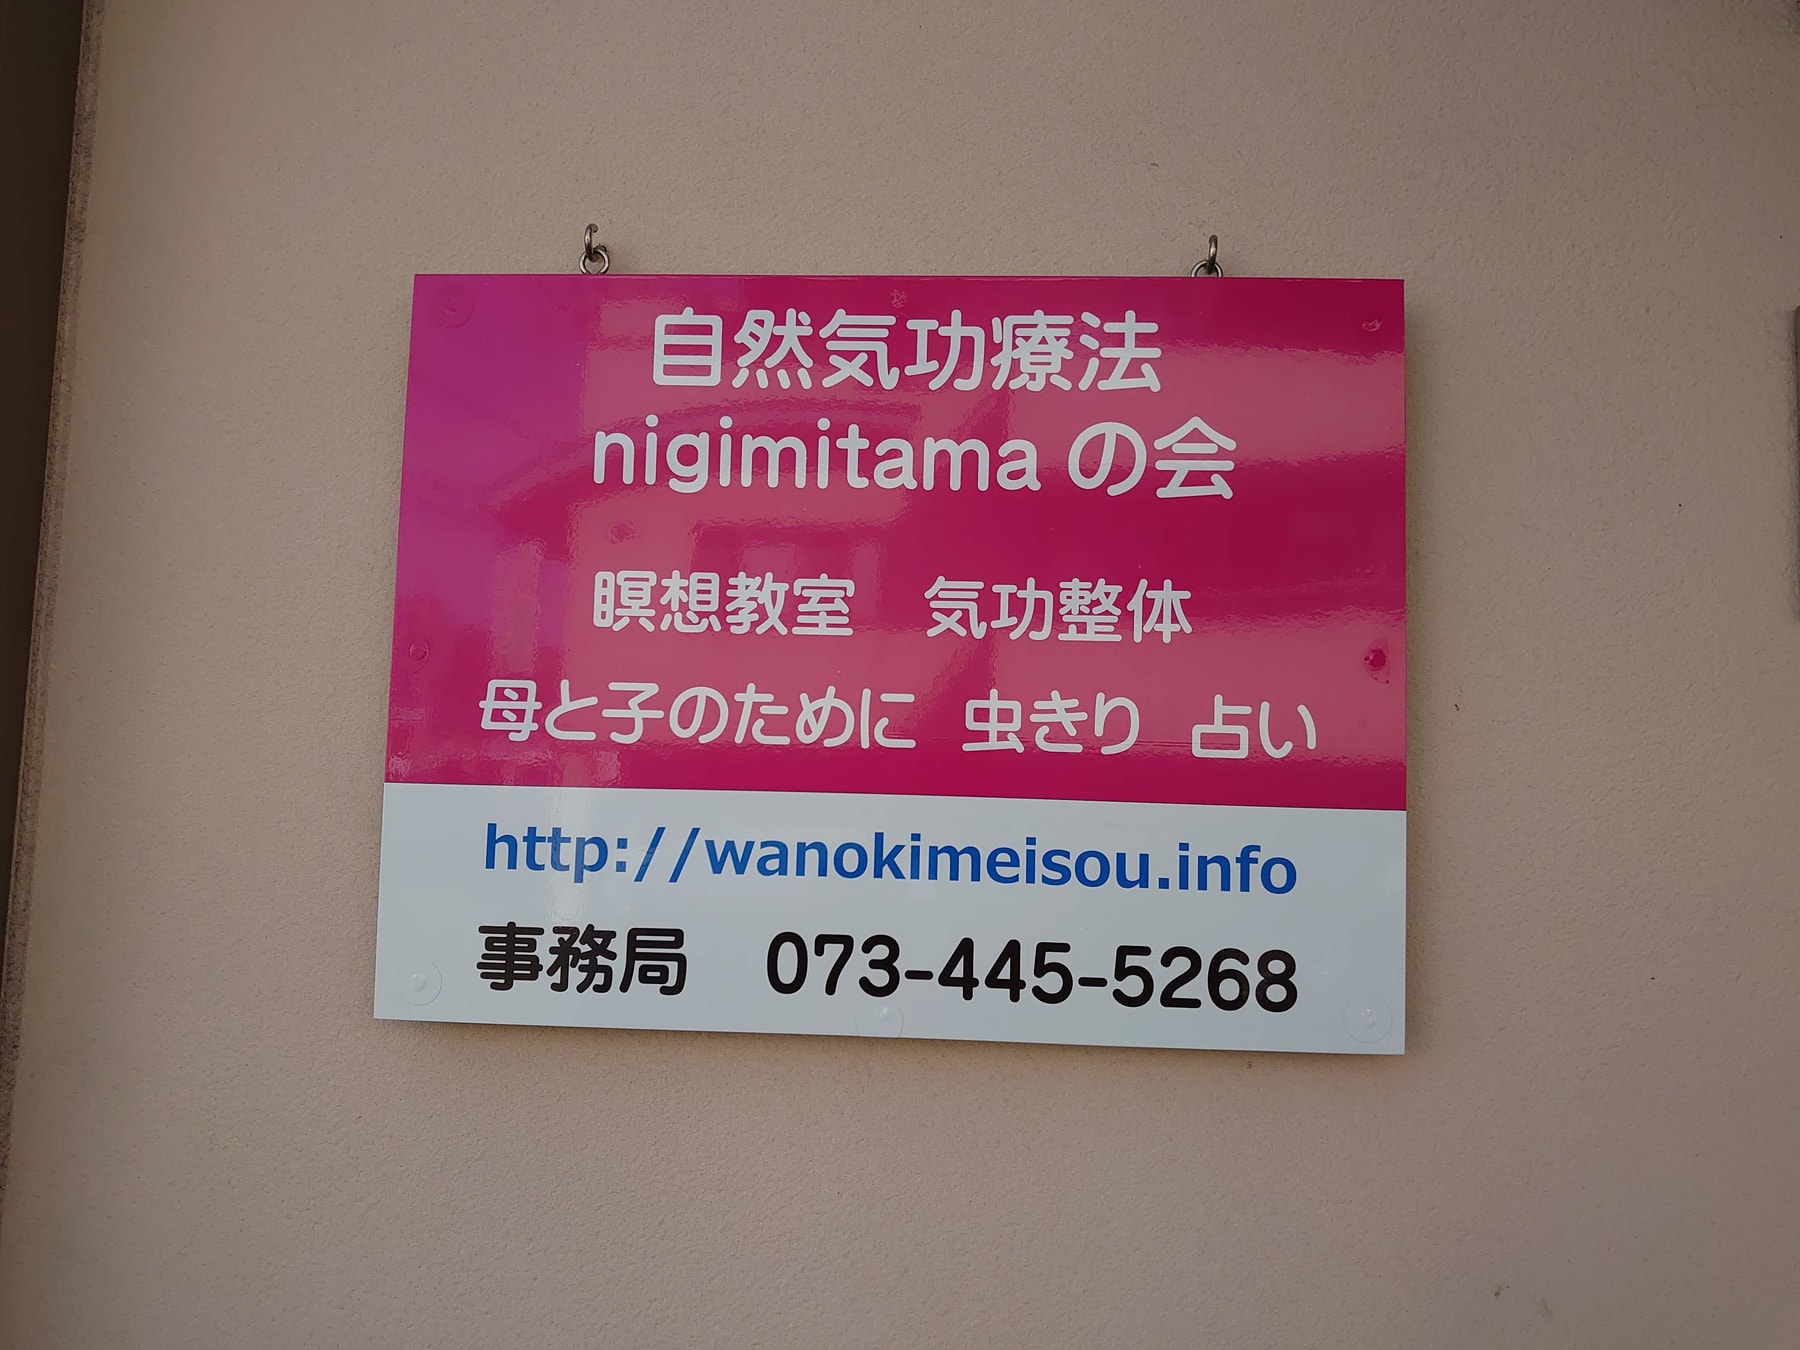 自然気功療法
nigimitama の会
瞑想教室　気功整体
母と子のために　虫きり　占い
http://wanokimeisou.info
事務局　073-445-5268